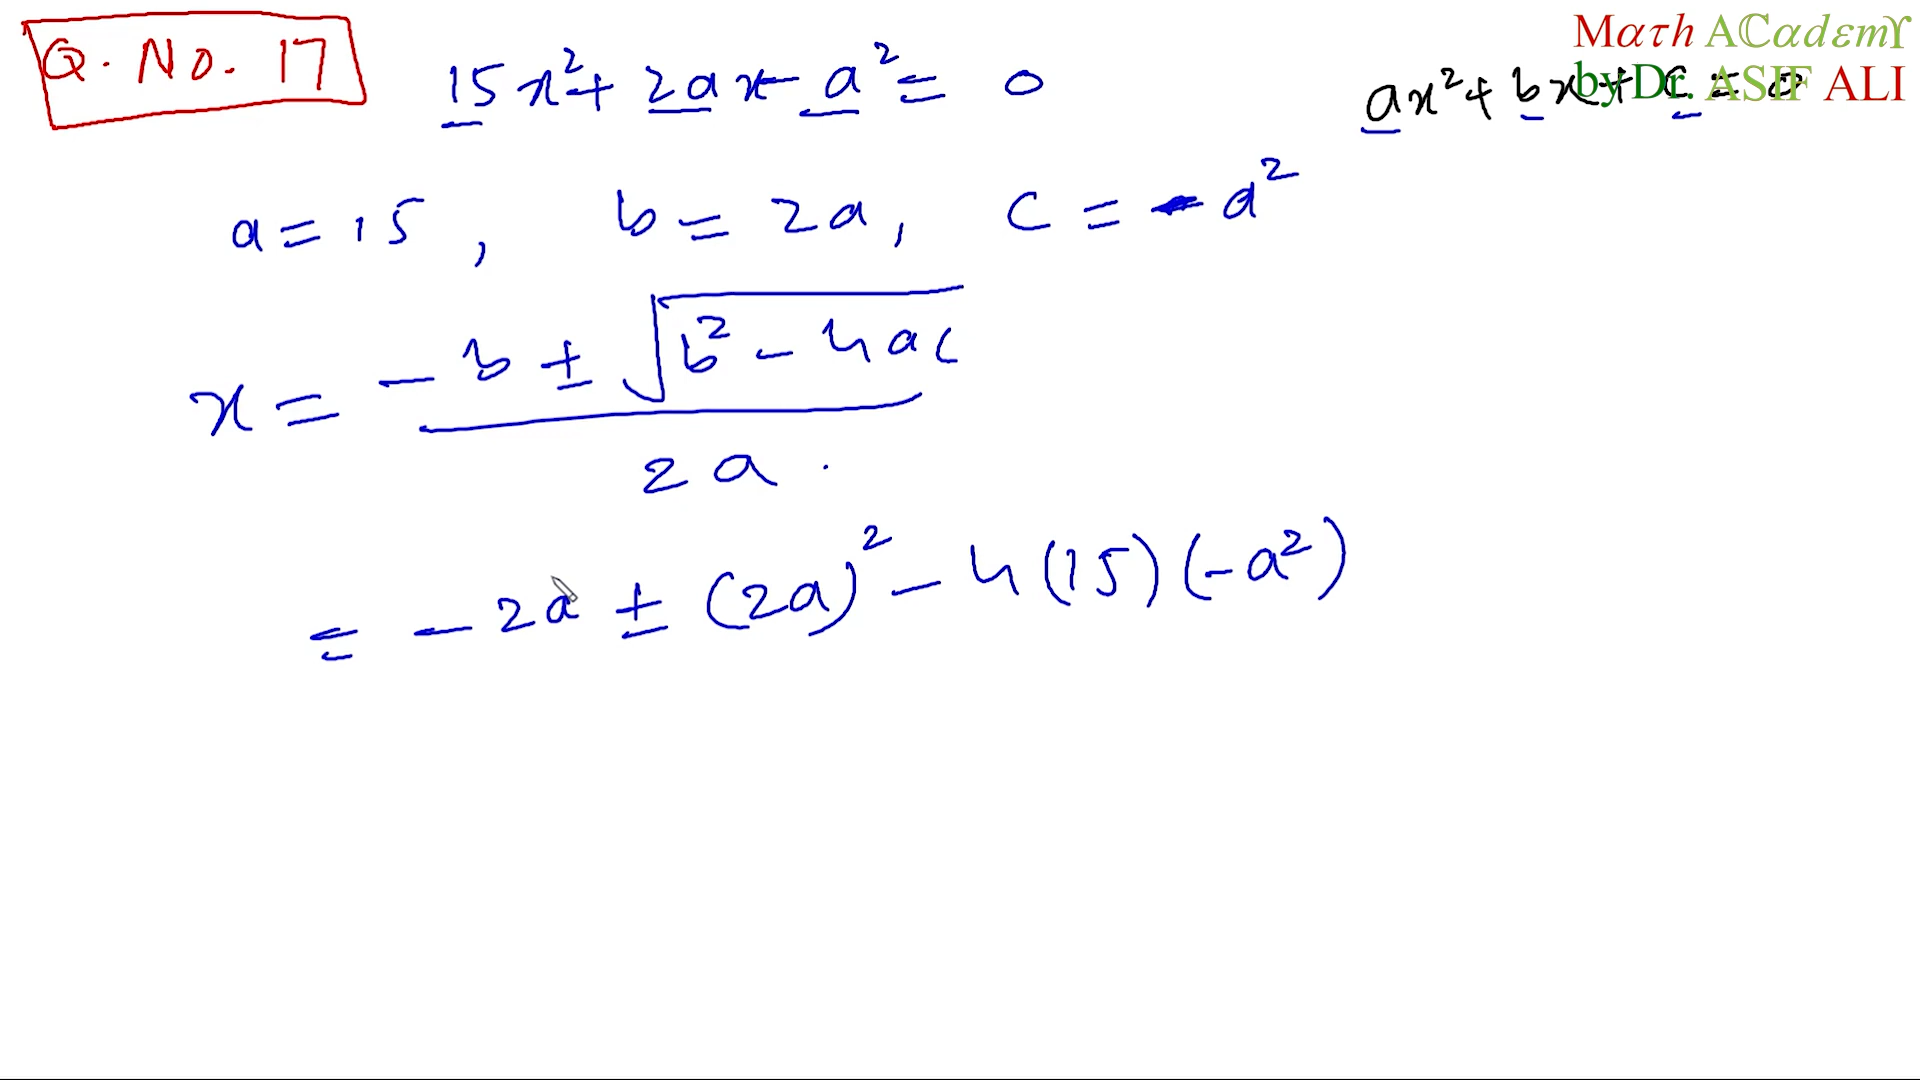 Q. No. 17
15x² + 2ax - a² = 0
Math ACademy
by Dr. ASIF ALI
ax² + bx + c = 0
a = 15, b = 2a, c = - a²
x = -b ± √b² - 4ac
2a.
= -2a ± (2a)² - 4(15)(-a²)